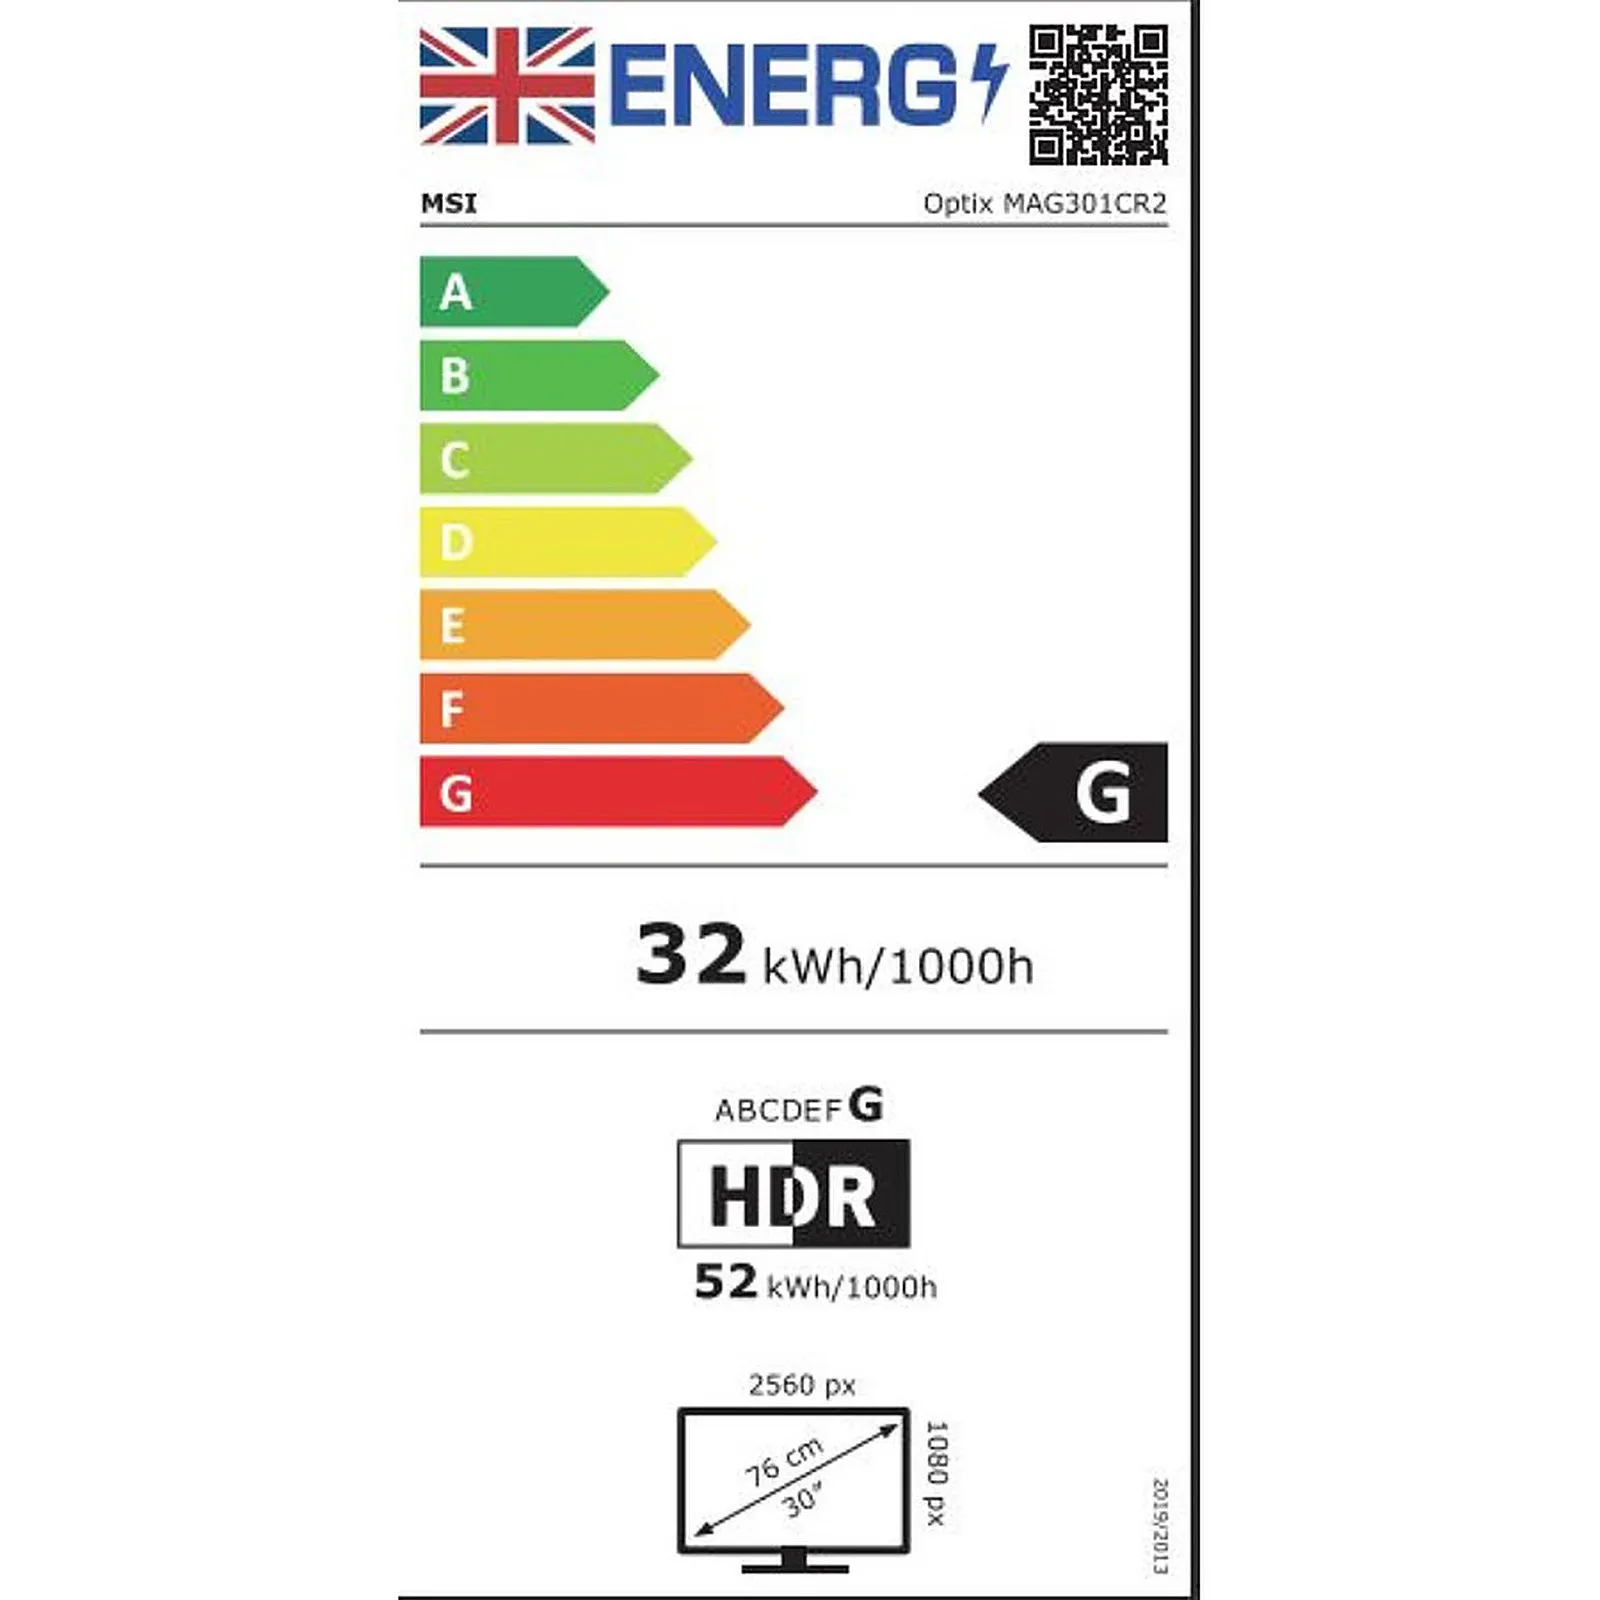 ENERG
MSI
Optix MAG301CR2
A
B
C
D
E
F
G
G
32 kWh/1000h
ABCDEFG
HDR
52 kWh/1000h
2560 px
1080 px
76 cm
30"
2019/2013